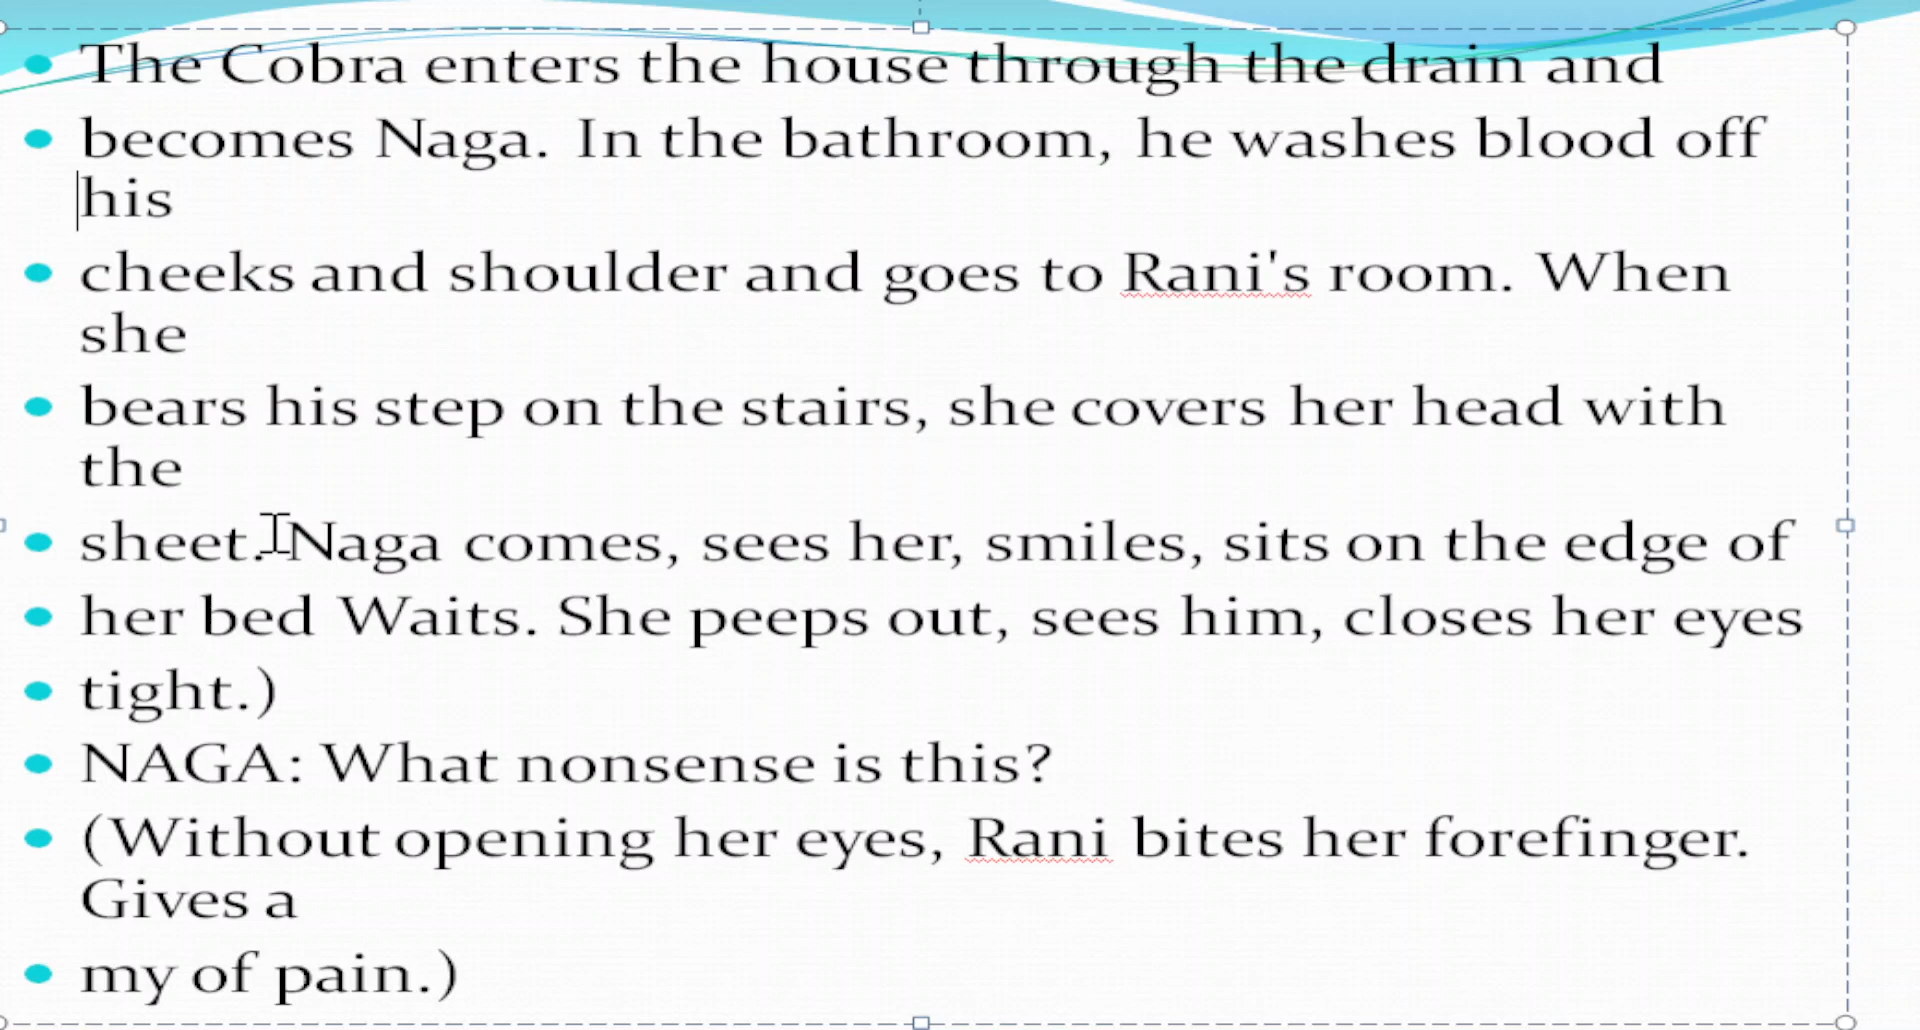 The Cobra enters the house through the drain and
becomes Naga. In the bathroom, he washes blood off
his
cheeks and shoulder and goes to Rani's room. When
she
bears his step on the stairs, she covers her head with
the
sheet. Naga comes, sees her, smiles, sits on the edge of
her bed Waits. She peeps out, sees him, closes her eyes
tight.)
NAGA: What nonsense is this?
(Without opening her eyes, Rani bites her forefinger.
Gives a
my of pain.)